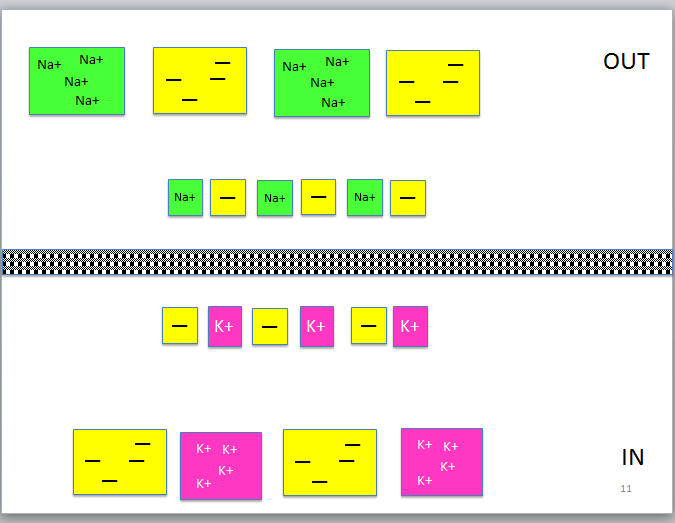 OUT
Na+ Na+
Na+
Na+
— — — —
Na+ Na+
Na+
Na+
— — — —
Na+ — Na+ — Na+ —
— K+ — K+ — K+
— — — —
K+ K+
K+
K+
— — — —
K+ K+
K+
K+
IN
11